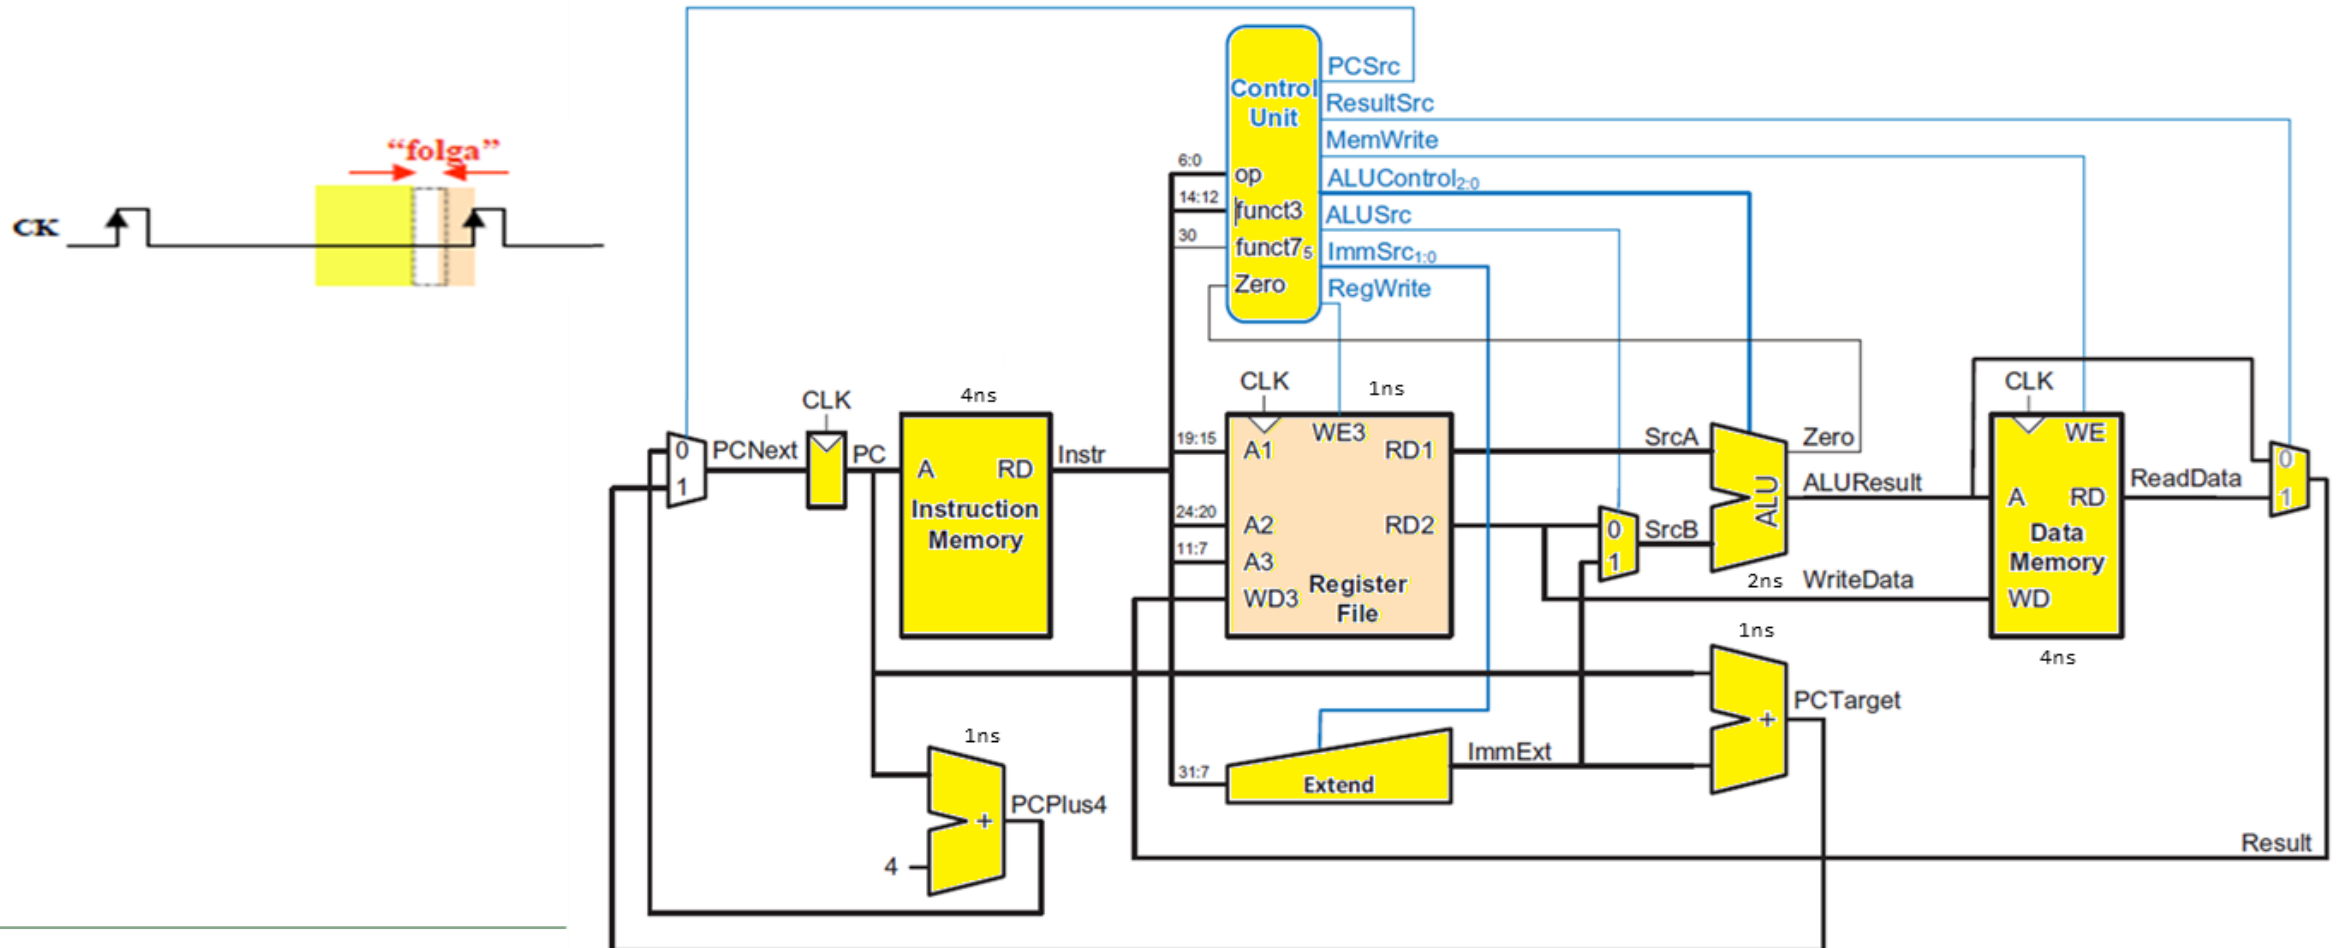 “folga”
CK
Control
Unit
PCSrc
ResultSrc
MemWrite
ALUControl2:0
ALUSrc
ImmSrc1:0
RegWrite
6:0
op
14:12
funct3
30
funct75
Zero
CLK
PCNext
0
1
PC
4ns
A
RD
Instruction
Memory
Instr
CLK
1ns
WE3
19:15
A1
RD1
24:20
A2
RD2
11:7
A3
WD3
Register
File
SrcA
0
1
SrcB
ALU
Zero
ALUResult
2ns
WriteData
CLK
WE
A
RD
Data
Memory
WD
4ns
ReadData
0
1
1ns
+
PCTarget
1ns
+
PCPlus4
4
31:7
Extend
ImmExt
Result